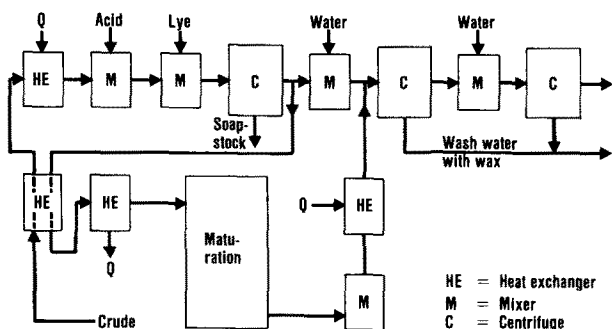 Q Acid Lye Water Water
HE M M C M C M C
Soap-
stock
Wash water
with wax
HE HE Q HE
Q
Matu-
ration
M
Crude
HE = Heat exchanger
M = Mixer
C = Centrifuge